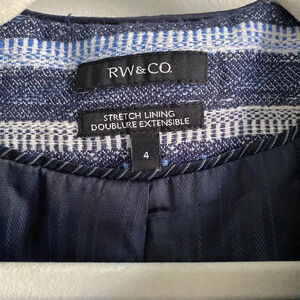 RW&CO.
STRETCH LINING
DOUBLURE EXTENSIBLE
4